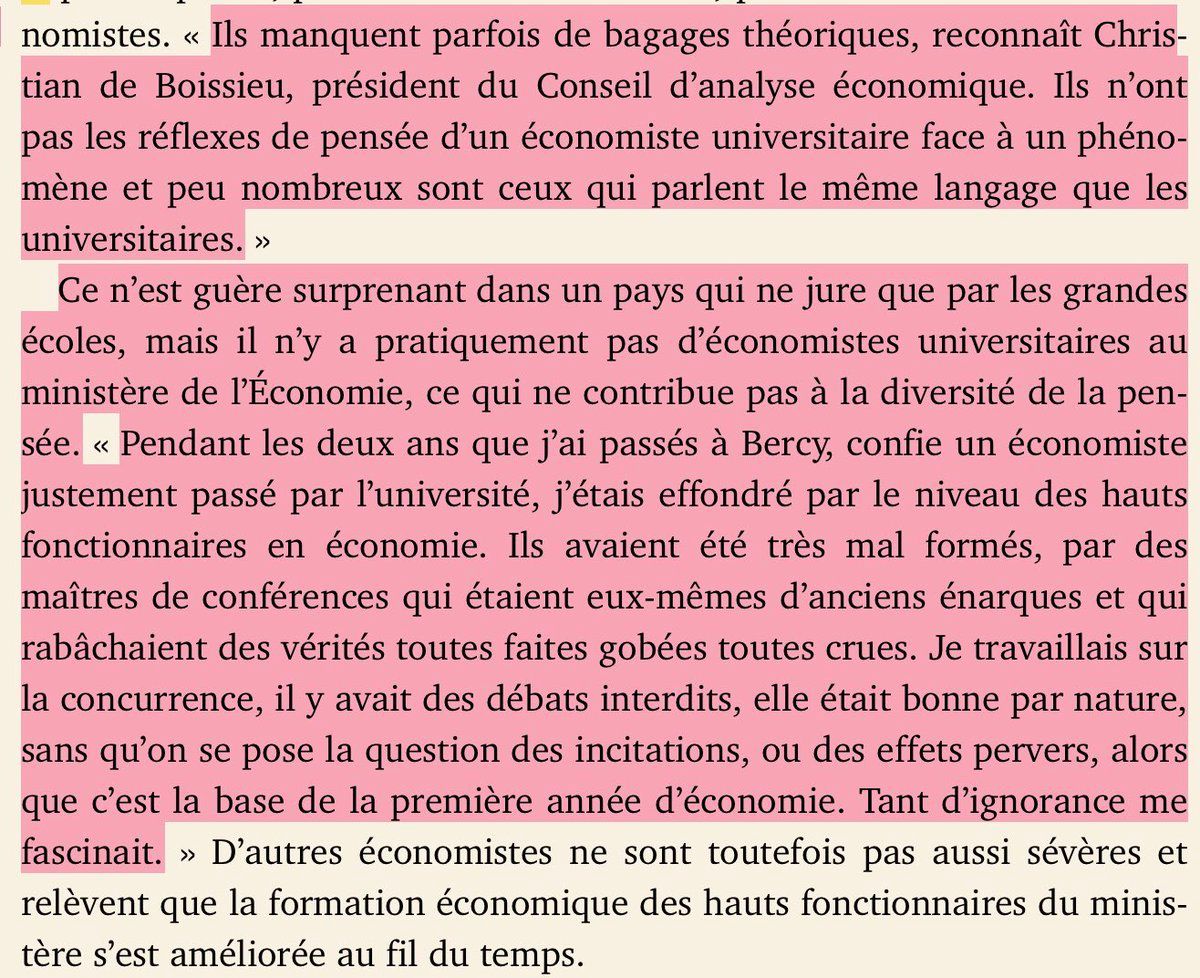 nomistes. « Ils manquent parfois de bagages théoriques, reconnaît Chris-
tian de Boissieu, président du Conseil d’analyse économique. Ils n’ont
pas les réflexes de pensée d’un économiste universitaire face à un phéno-
mène et peu nombreux sont ceux qui parlent le même langage que les
universitaires. »
Ce n’est guère surprenant dans un pays qui ne jure que par les grandes
écoles, mais il n’y a pratiquement pas d’économistes universitaires au
ministère de l’Économie, ce qui ne contribue pas à la diversité de la pen-
sée. « Pendant les deux ans que j’ai passés à Bercy, confie un économiste
justement passé par l’université, j’étais effondré par le niveau des hauts
fonctionnaires en économie. Ils avaient été très mal formés, par des
maîtres de conférences qui étaient eux-mêmes d’anciens énarques et qui
rabâchaient des vérités toutes faites gobées toutes crues. Je travaillais sur
la concurrence, il y avait des débats interdits, elle était bonne par nature,
sans qu’on se pose la question des incitations, ou des effets pervers, alors
que c’est la base de la première année d’économie. Tant d’ignorance me
fascinait. » D’autres économistes ne sont toutefois pas aussi sévères et
relèvent que la formation économique des hauts fonctionnaires du minis-
tère s’est améliorée au fil du temps.